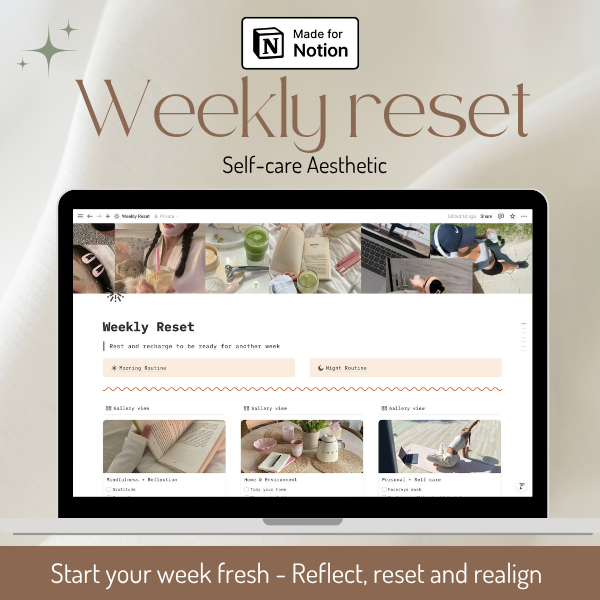 Made for
Notion
Weekly reset
Self-care Aesthetic
Weekly Reset Private
Edited 1d ago Share
Weekly Reset
Rest and recharge to be ready for another week
Morning Routine Night Routine
Gallery view Gallery view Gallery view
Mindfulness + Reflection Home & Environment Personal + Self care
Gratitude Tidy your home Face/eye mask
Start your week fresh - Reflect, reset and realign